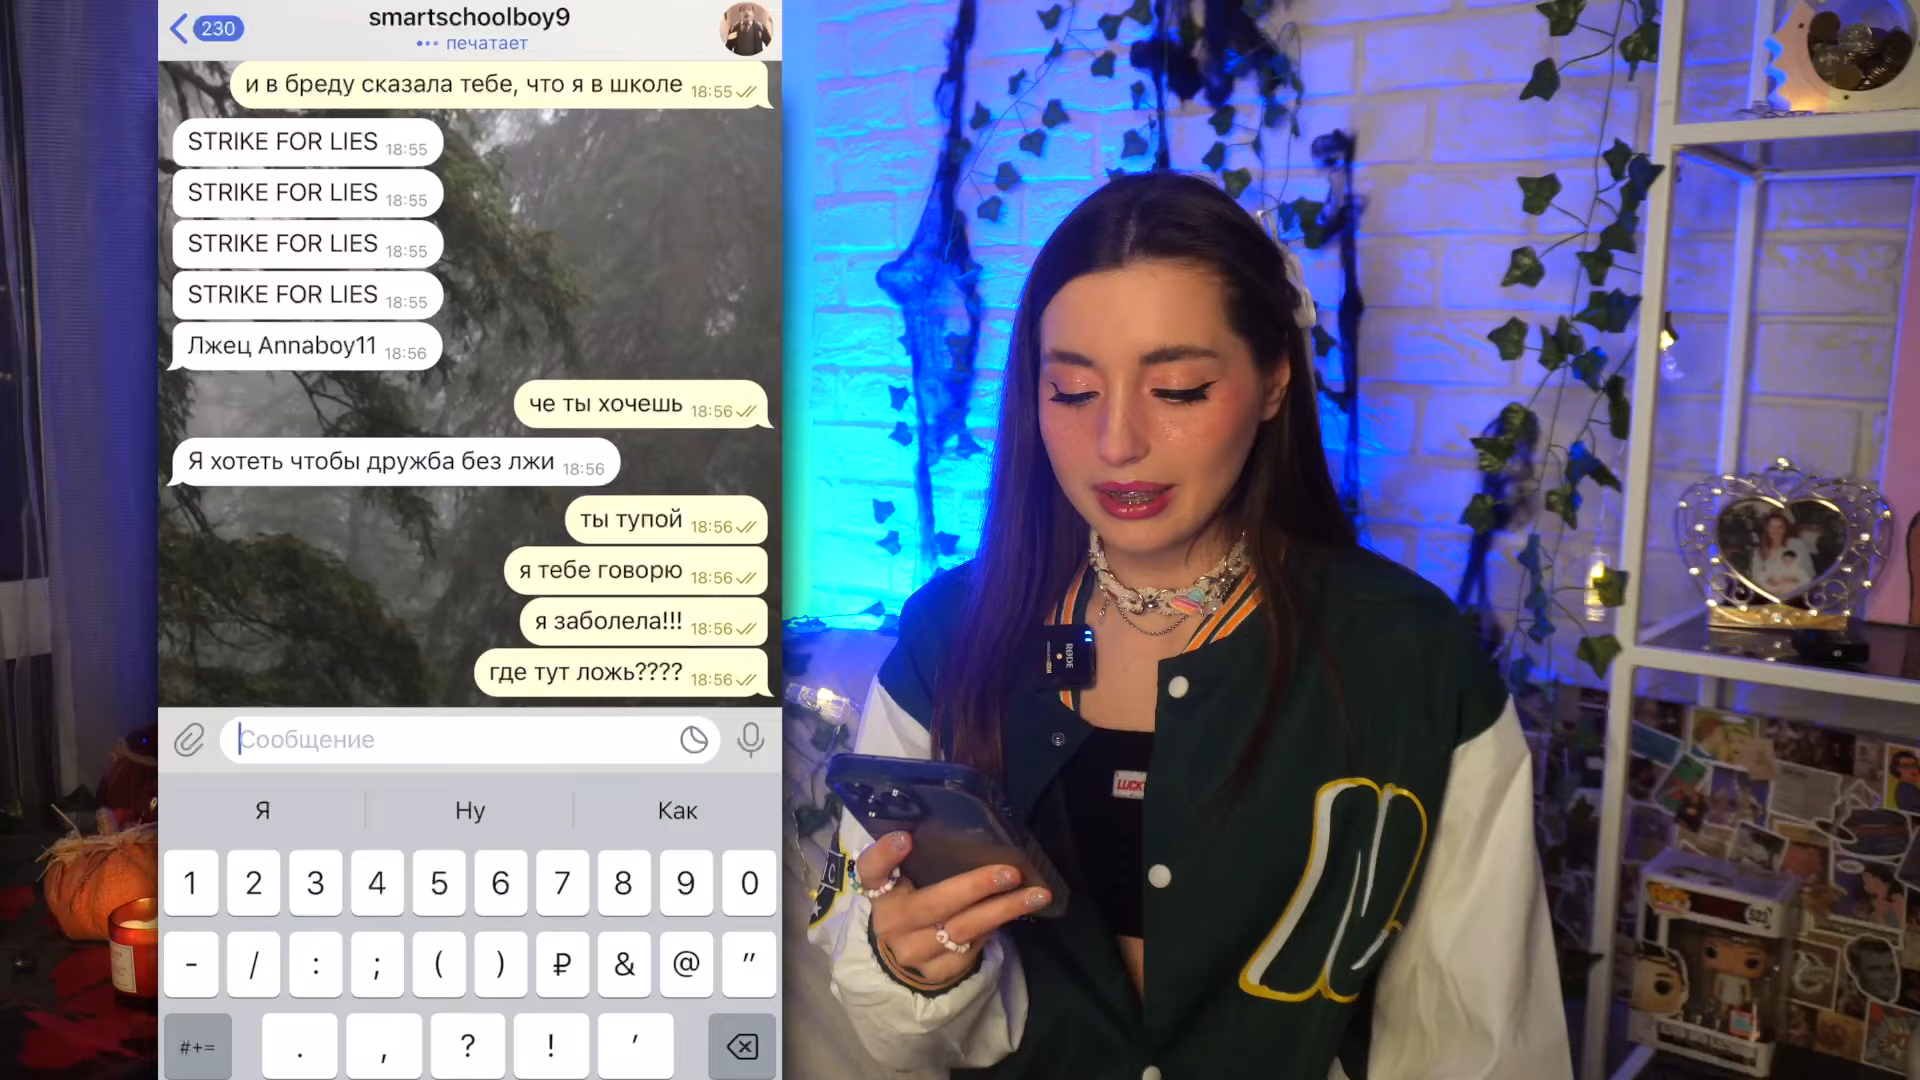 230
smartschoolboy9
печатает
и в бреду сказала тебе, что я в школе 18:55
STRIKE FOR LIES 18:55
STRIKE FOR LIES 18:55
STRIKE FOR LIES 18:55
STRIKE FOR LIES 18:55
Лжец Annaboy11 18:56
че ты хочешь 18:56
Я хотеть чтобы дружба без лжи 18:56
ты тупой 18:56
я тебе говорю 18:56
я заболела!!! 18:56
где тут ложь???? 18:56
Сообщение
Я Ну Как
1 2 3 4 5 6 7 8 9 0
- / : ; ( ) ₽ & @ "
#+= . , ? ! ’
RØDE
LUCK
N
523